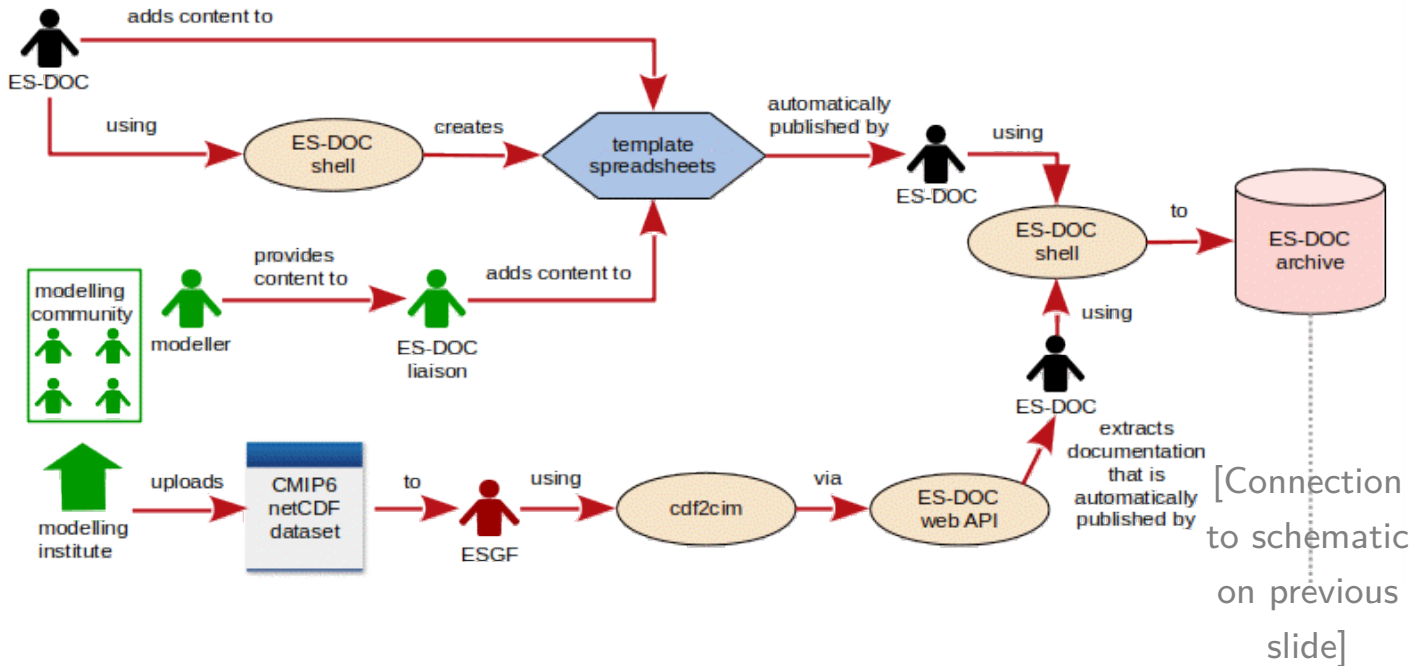 adds content to
ES-DOC
using
ES-DOC
shell
creates
template
spreadsheets
automatically
published by
ES-DOC
using
ES-DOC
shell
to
ES-DOC
archive
modelling
community
modeller
provides
content to
ES-DOC
liaison
adds content to
using
ES-DOC
modelling
institute
uploads
CMIP6
netCDF
dataset
to
ESGF
using
cdf2cim
via
ES-DOC
web API
extracts
documentation
that is
automatically
published by
[Connection
to schematic
on previous
slide]